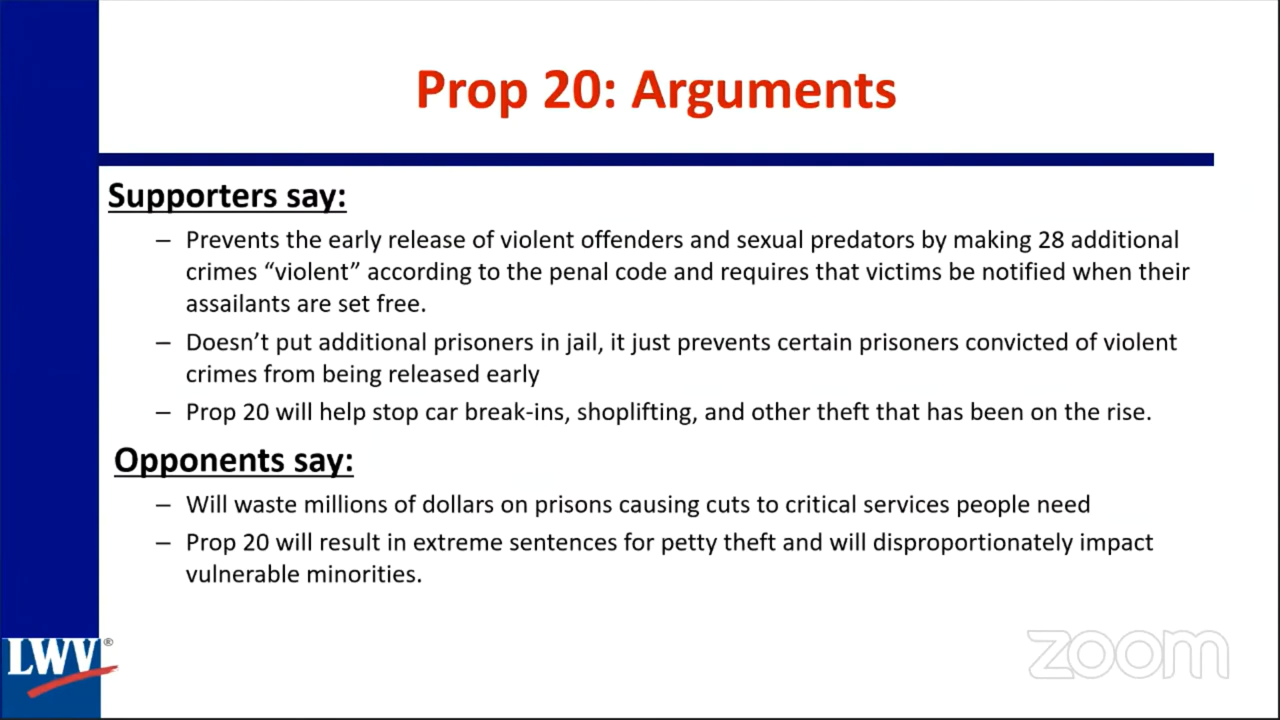 Prop 20: Arguments
Supporters say:
– Prevents the early release of violent offenders and sexual predators by making 28 additional
crimes “violent” according to the penal code and requires that victims be notified when their
assailants are set free.
– Doesn’t put additional prisoners in jail, it just prevents certain prisoners convicted of violent
crimes from being released early
– Prop 20 will help stop car break-ins, shoplifting, and other theft that has been on the rise.
Opponents say:
– Will waste millions of dollars on prisons causing cuts to critical services people need
– Prop 20 will result in extreme sentences for petty theft and will disproportionately impact
vulnerable minorities.
LWV®
zoom